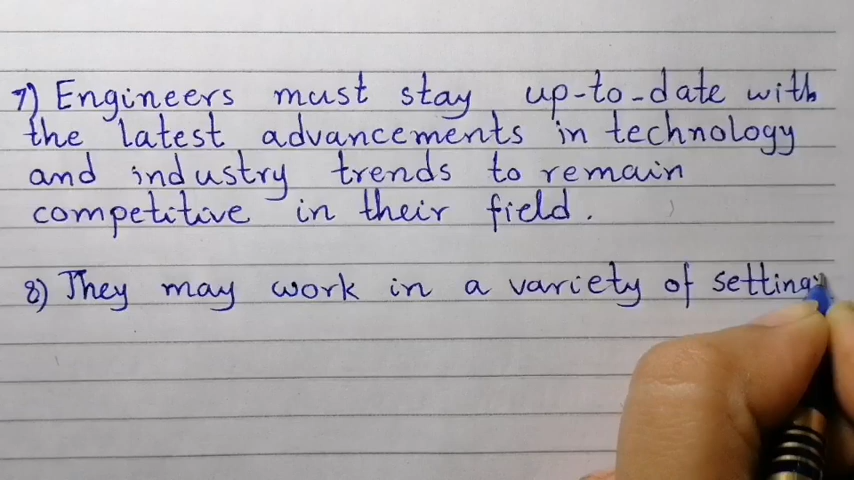 7) Engineers must stay up-to-date with
the latest advancements in technology
and industry trends to remain
competitive in their field.
8) They may work in a variety of setting